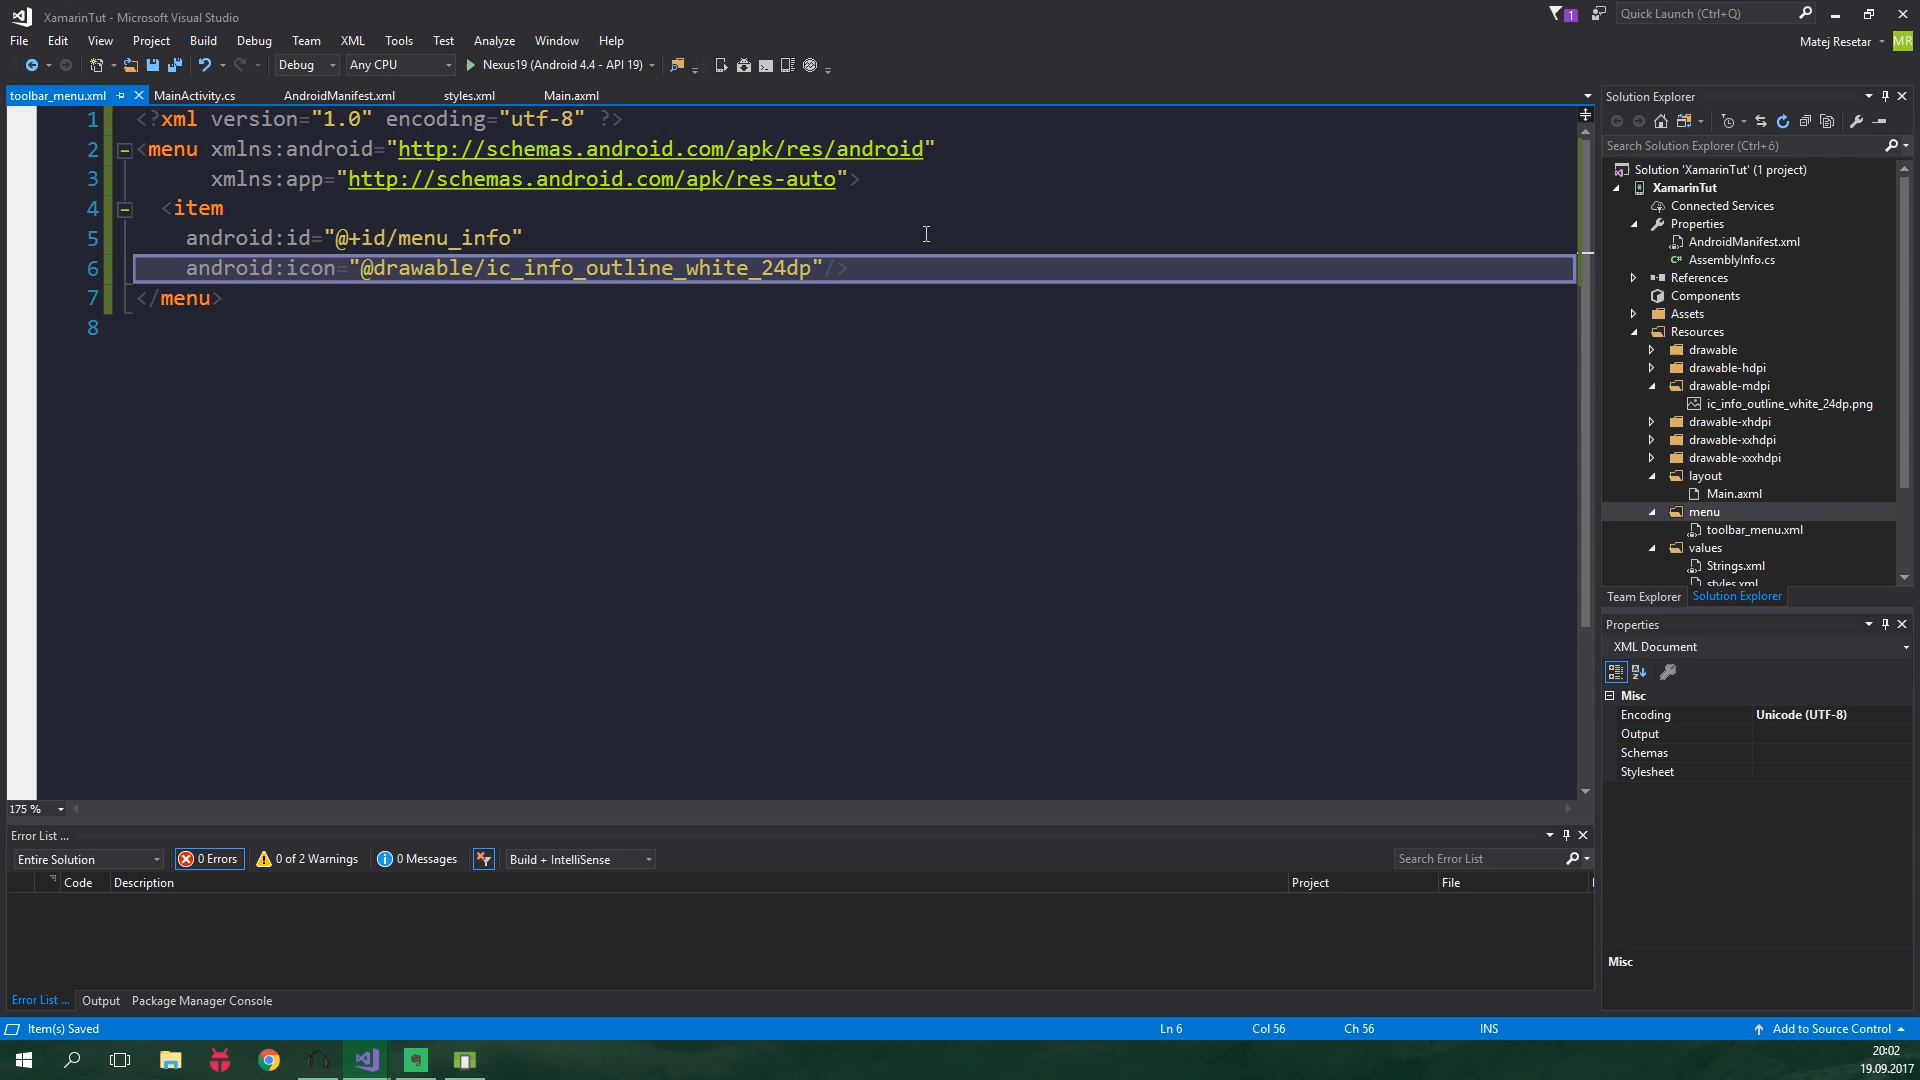 XamarinTut - Microsoft Visual Studio
1
Quick Launch (Ctrl+Q)
File Edit View Project Build Debug Team XML Tools Test Analyze Window Help
Matej Resetar
MR
Debug Any CPU Nexus19 (Android 4.4 - API 19)
toolbar_menu.xml MainActivity.cs AndroidManifest.xml styles.xml Main.axml
1 <?xml version="1.0" encoding="utf-8" ?>
2 <menu xmlns:android="http://schemas.android.com/apk/res/android"
3 xmlns:app="http://schemas.android.com/apk/res-auto">
4 <item
5 android:id="@+id/menu_info"
6 android:icon="@drawable/ic_info_outline_white_24dp"/>
7 </menu>
8
175 %
Solution Explorer
Search Solution Explorer (Ctrl+ô)
Solution 'XamarinTut' (1 project)
XamarinTut
Connected Services
Properties
AndroidManifest.xml
C# AssemblyInfo.cs
References
Components
Assets
Resources
drawable
drawable-hdpi
drawable-mdpi
ic_info_outline_white_24dp.png
drawable-xhdpi
drawable-xxhdpi
drawable-xxxhdpi
layout
Main.axml
menu
toolbar_menu.xml
values
Strings.xml
styles.xml
Team Explorer Solution Explorer
Properties
XML Document
Misc
Encoding Unicode (UTF-8)
Output
Schemas
Stylesheet
Misc
Error List ...
Entire Solution 0 Errors 0 of 2 Warnings 0 Messages Build + IntelliSense Search Error List
Code Description Project File
Error List ... Output Package Manager Console
Item(s) Saved Ln 6 Col 56 Ch 56 INS Add to Source Control
20:02
19.09.2017